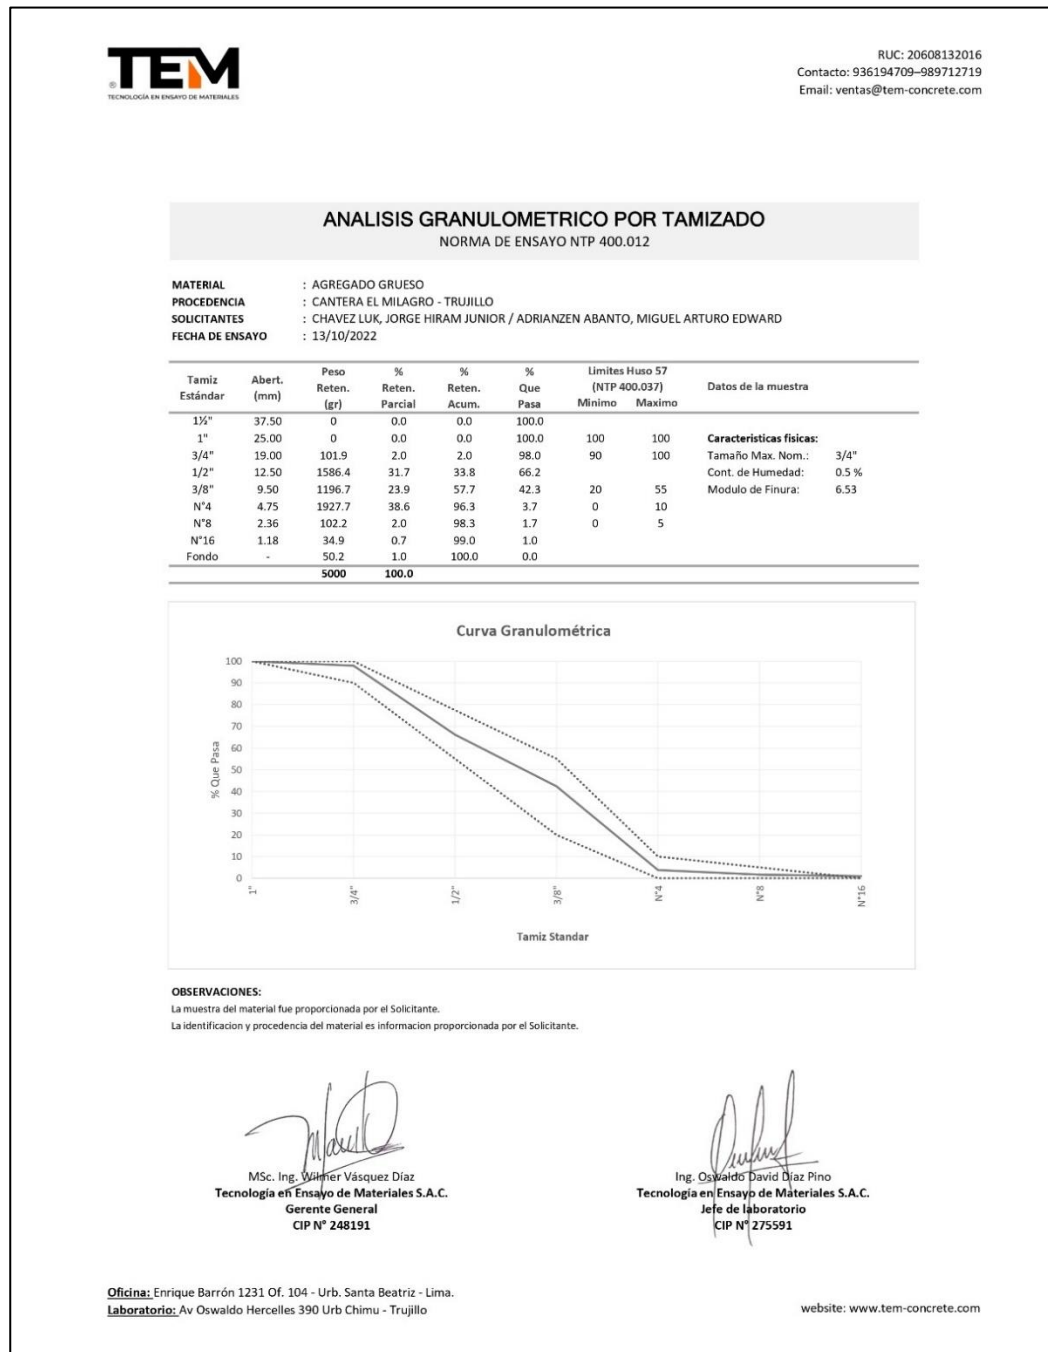 TEM
®
TECNOLOGÍA EN ENSAYO DE MATERIALES
RUC: 20608132016
Contacto: 936194709–989712719
Email: ventas@tem-concrete.com
ANALISIS GRANULOMETRICO POR TAMIZADO
NORMA DE ENSAYO NTP 400.012
MATERIAL : AGREGADO GRUESO
PROCEDENCIA : CANTERA EL MILAGRO - TRUJILLO
SOLICITANTES : CHAVEZ LUK, JORGE HIRAM JUNIOR / ADRIANZEN ABANTO, MIGUEL ARTURO EDWARD
FECHA DE ENSAYO : 13/10/2022
Tamiz Estándar Abert. (mm) Peso Reten. (gr) % Reten. Parcial % Reten. Acum. % Que Pasa Limites Huso 57 (NTP 400.037) Minimo Maximo Datos de la muestra
1½" 37.50 0 0.0 0.0 100.0
1" 25.00 0 0.0 0.0 100.0 100 100 Caracteristicas fisicas:
3/4" 19.00 101.9 2.0 2.0 98.0 90 100 Tamaño Max. Nom.: 3/4"
1/2" 12.50 1586.4 31.7 33.8 66.2 Cont. de Humedad: 0.5 %
3/8" 9.50 1196.7 23.9 57.7 42.3 20 55 Modulo de Finura: 6.53
N°4 4.75 1927.7 38.6 96.3 3.7 0 10
N°8 2.36 102.2 2.0 98.3 1.7 0 5
N°16 1.18 34.9 0.7 99.0 1.0
Fondo - 50.2 1.0 100.0 0.0
5000 100.0
Curva Granulométrica
% Que Pasa
100
90
80
70
60
50
40
30
20
10
0
1" 3/4" 1/2" 3/8" N°4 N°8 N°16
Tamiz Standar
OBSERVACIONES:
La muestra del material fue proporcionada por el Solicitante.
La identificacion y procedencia del material es informacion proporcionada por el Solicitante.
MSc. Ing. Wilmer Vásquez Díaz
Tecnología en Ensayo de Materiales S.A.C.
Gerente General
CIP N° 248191
Ing. Oswaldo David Díaz Pino
Tecnología en Ensayo de Materiales S.A.C.
Jefe de laboratorio
CIP N° 275591
Oficina: Enrique Barrón 1231 Of. 104 - Urb. Santa Beatriz - Lima.
Laboratorio: Av Oswaldo Hercelles 390 Urb Chimu - Trujillo
website: www.tem-concrete.com